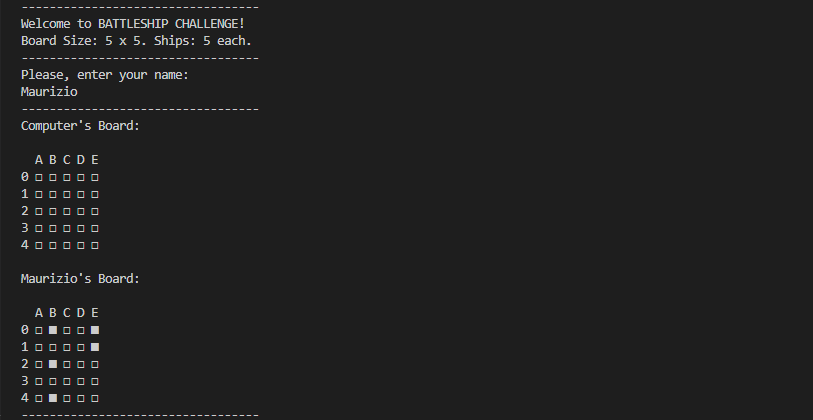 ----------------------------------
Welcome to BATTLESHIP CHALLENGE!
Board Size: 5 x 5. Ships: 5 each.
----------------------------------
Please, enter your name:
Maurizio
----------------------------------
Computer's Board:
A B C D E
0 □ □ □ □ □
1 □ □ □ □ □
2 □ □ □ □ □
3 □ □ □ □ □
4 □ □ □ □ □
Maurizio's Board:
A B C D E
0 □ ■ □ □ ■
1 □ □ □ □ ■
2 □ ■ □ □ □
3 □ □ □ □ □
4 □ ■ □ □ □
----------------------------------